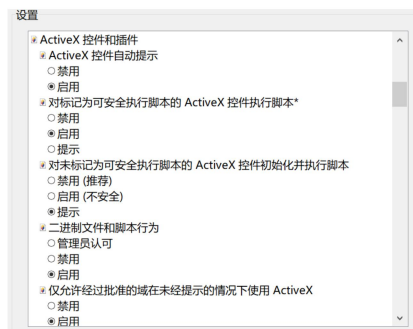 设置
ActiveX 控件和插件
ActiveX 控件自动提示
禁用
启用
对标记为可安全执行脚本的 ActiveX 控件执行脚本*
禁用
启用
提示
对未标记为可安全执行脚本的 ActiveX 控件初始化并执行脚本
禁用 (推荐)
启用 (不安全)
提示
二进制文件和脚本行为
管理员认可
禁用
启用
仅允许经过批准的域在未经提示的情况下使用 ActiveX
禁用
启用